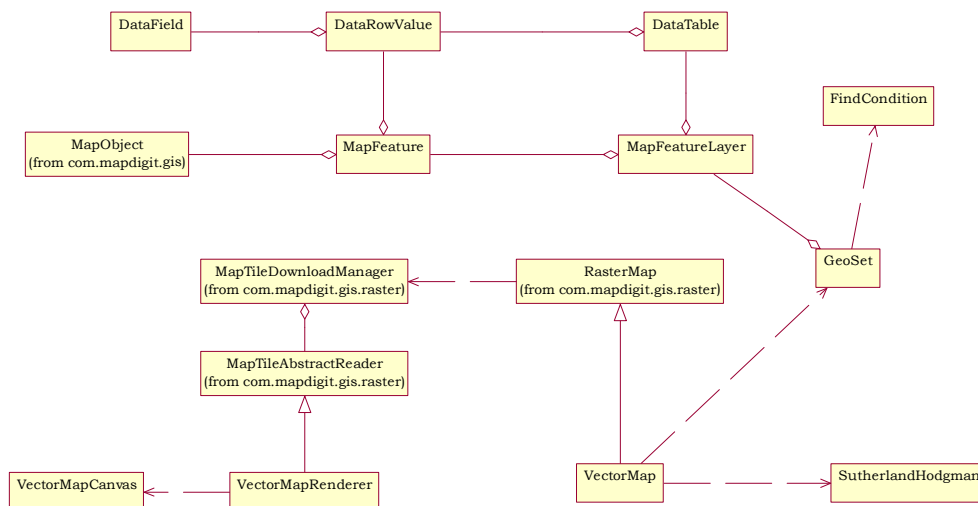 DataField
DataRowValue
DataTable
FindCondition
MapObject
(from com.mapdigit.gis)
MapFeature
MapFeatureLayer
GeoSet
MapTileDownloadManager
(from com.mapdigit.gis.raster)
RasterMap
(from com.mapdigit.gis.raster)
MapTileAbstractReader
(from com.mapdigit.gis.raster)
VectorMapCanvas
VectorMapRenderer
VectorMap
SutherlandHodgman